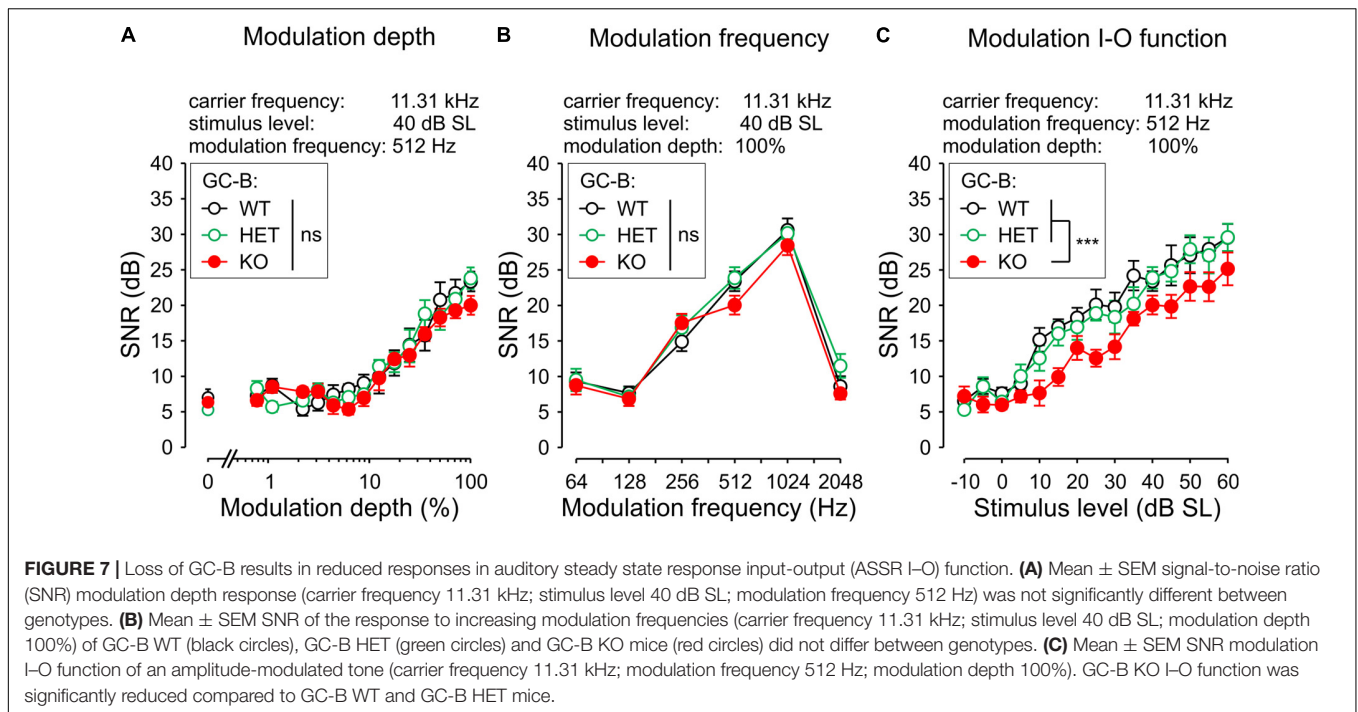 A Modulation depth
carrier frequency: 11.31 kHz
stimulus level: 40 dB SL
modulation frequency: 512 Hz
GC-B:
WT
HET
KO
ns
SNR (dB)
40
35
30
25
20
15
10
5
0
0 1 10 100
Modulation depth (%)
B Modulation frequency
carrier frequency: 11.31 kHz
stimulus level: 40 dB SL
modulation depth: 100%
GC-B:
WT
HET
KO
ns
SNR (dB)
40
35
30
25
20
15
10
5
0
64 128 256 512 1024 2048
Modulation frequency (Hz)
C Modulation I-O function
carrier frequency: 11.31 kHz
modulation frequency: 512 Hz
modulation depth: 100%
GC-B:
WT
HET
KO
***
SNR (dB)
40
35
30
25
20
15
10
5
0
-10 0 10 20 30 40 50 60
Stimulus level (dB SL)
FIGURE 7 | Loss of GC-B results in reduced responses in auditory steady state response input-output (ASSR I–O) function. (A) Mean ± SEM signal-to-noise ratio
(SNR) modulation depth response (carrier frequency 11.31 kHz; stimulus level 40 dB SL; modulation frequency 512 Hz) was not significantly different between
genotypes. (B) Mean ± SEM SNR of the response to increasing modulation frequencies (carrier frequency 11.31 kHz; stimulus level 40 dB SL; modulation depth
100%) of GC-B WT (black circles), GC-B HET (green circles) and GC-B KO mice (red circles) did not differ between genotypes. (C) Mean ± SEM SNR modulation
I–O function of an amplitude-modulated tone (carrier frequency 11.31 kHz; modulation frequency 512 Hz; modulation depth 100%). GC-B KO I–O function was
significantly reduced compared to GC-B WT and GC-B HET mice.